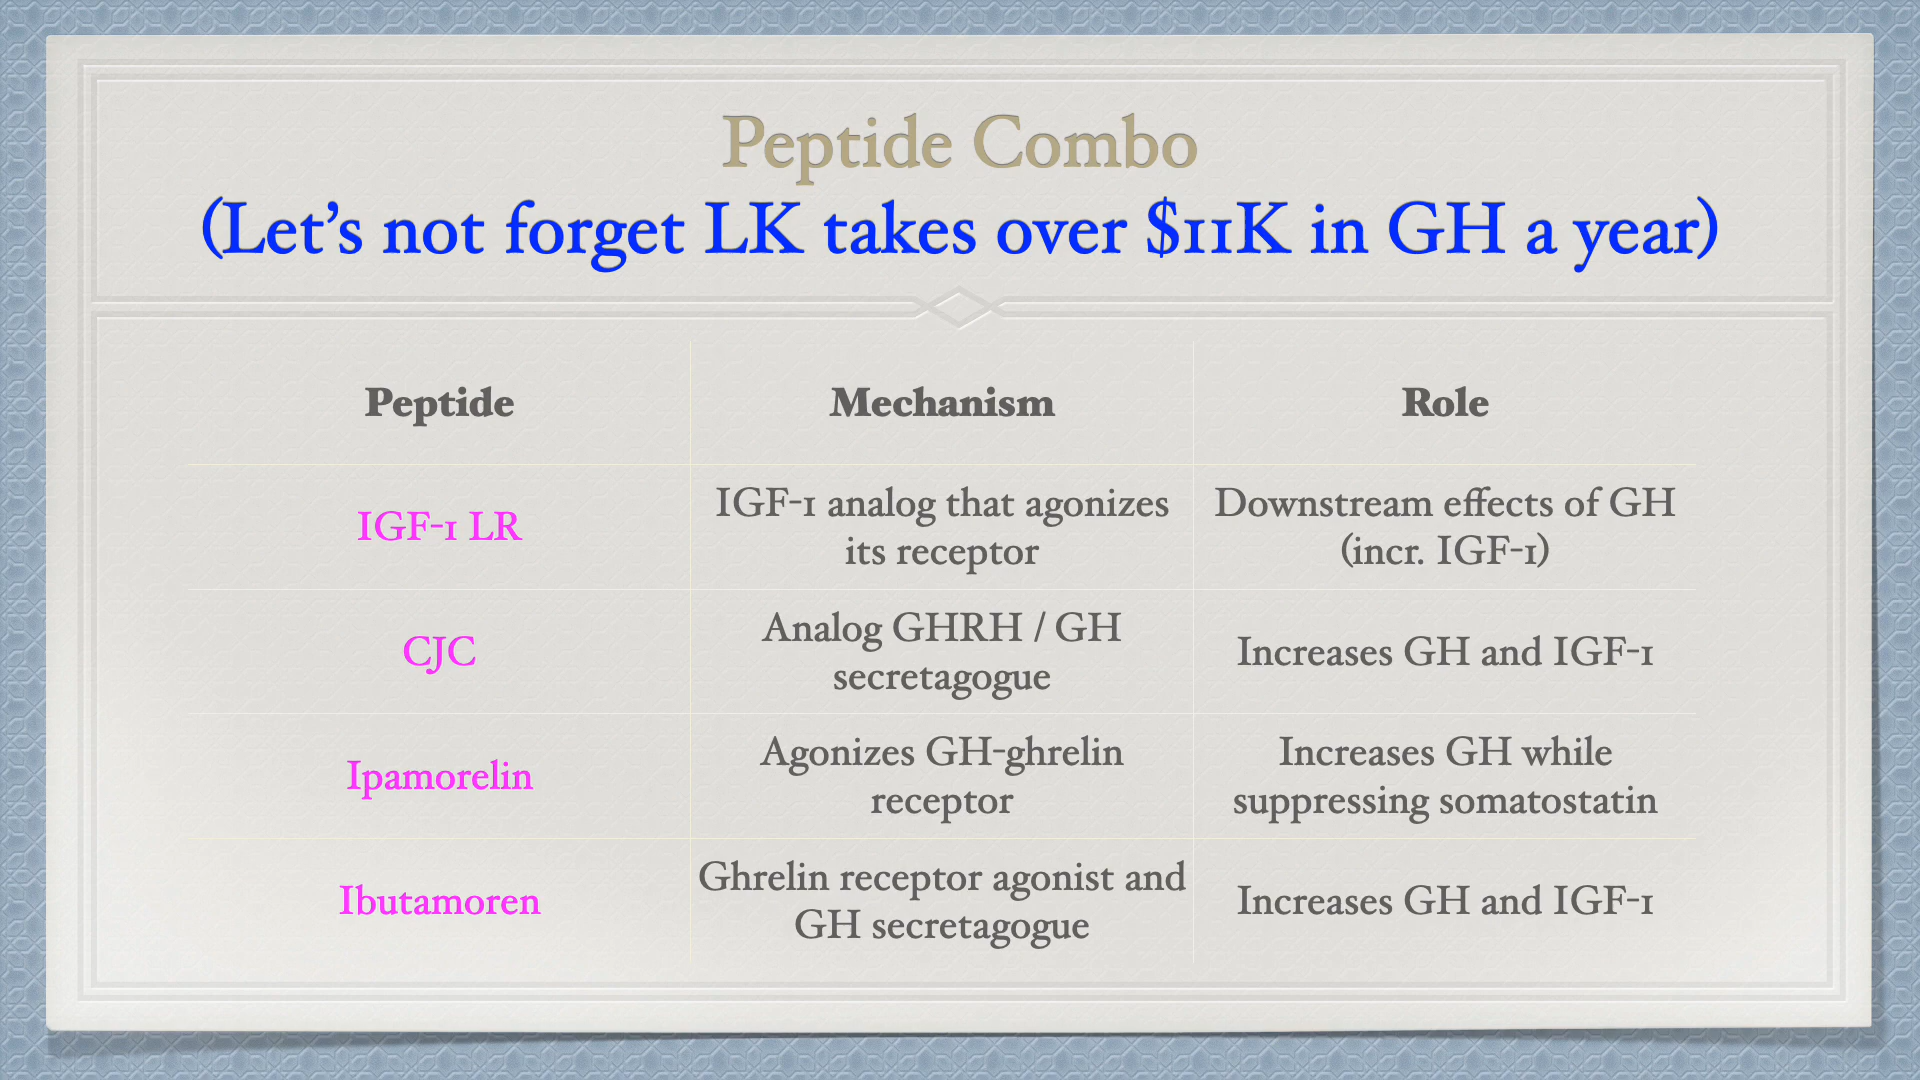 Peptide Combo
(Let’s not forget LK takes over $11K in GH a year)
Peptide
Mechanism
Role
IGF-1 LR
IGF-1 analog that agonizes
its receptor
Downstream effects of GH
(incr. IGF-1)
CJC
Analog GHRH / GH
secretagogue
Increases GH and IGF-1
Ipamorelin
Agonizes GH-ghrelin
receptor
Increases GH while
suppressing somatostatin
Ibutamoren
Ghrelin receptor agonist and
GH secretagogue
Increases GH and IGF-1